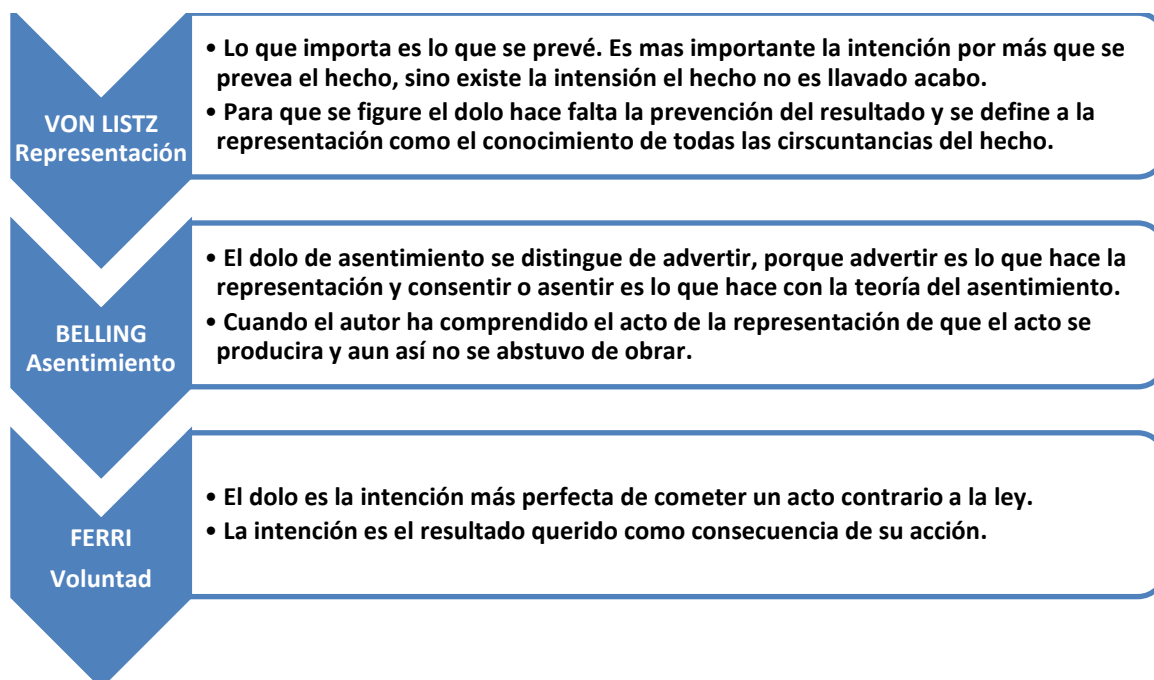 VON LISTZ
Representación
• Lo que importa es lo que se prevé. Es mas importante la intención por más que se
prevea el hecho, sino existe la intensión el hecho no es llavado acabo.
• Para que se figure el dolo hace falta la prevención del resultado y se define a la
representación como el conocimiento de todas las cirscuntancias del hecho.
BELLING
Asentimiento
• El dolo de asentimiento se distingue de advertir, porque advertir es lo que hace la
representación y consentir o asentir es lo que hace con la teoría del asentimiento.
• Cuando el autor ha comprendido el acto de la representación de que el acto se
producira y aun así no se abstuvo de obrar.
FERRI
Voluntad
• El dolo es la intención más perfecta de cometer un acto contrario a la ley.
• La intención es el resultado querido como consecuencia de su acción.